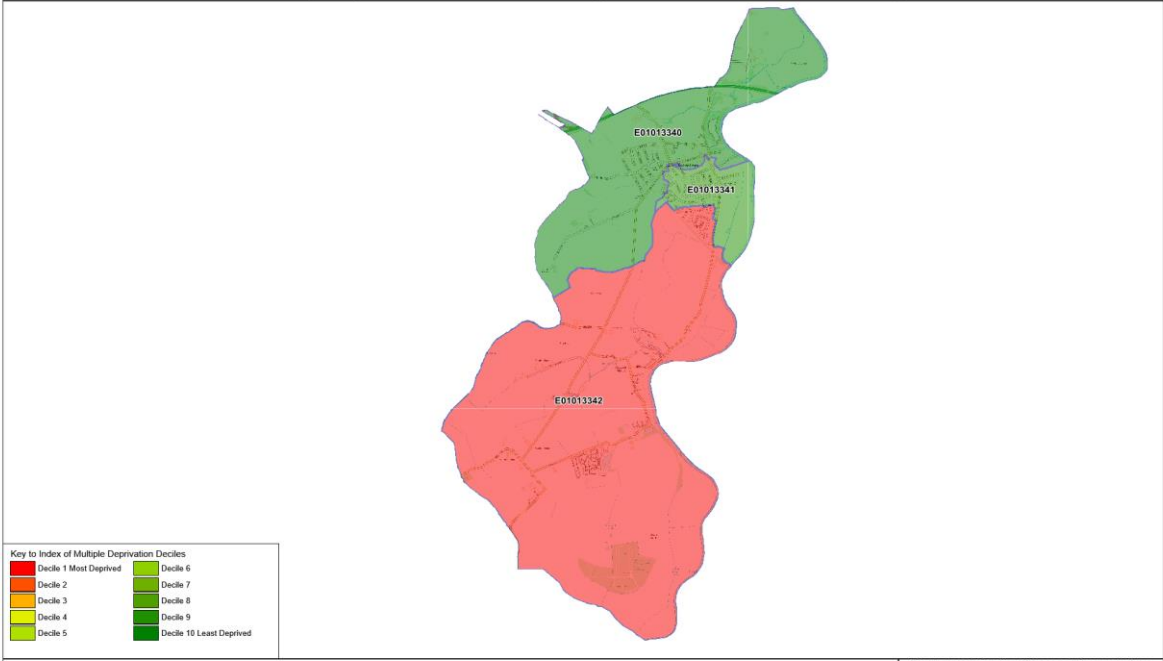 E01013340
E01013341
E01013342
Key to Index of Multiple Deprivation Deciles
Decile 1 Most Deprived
Decile 2
Decile 3
Decile 4
Decile 5
Decile 6
Decile 7
Decile 8
Decile 9
Decile 10 Least Deprived